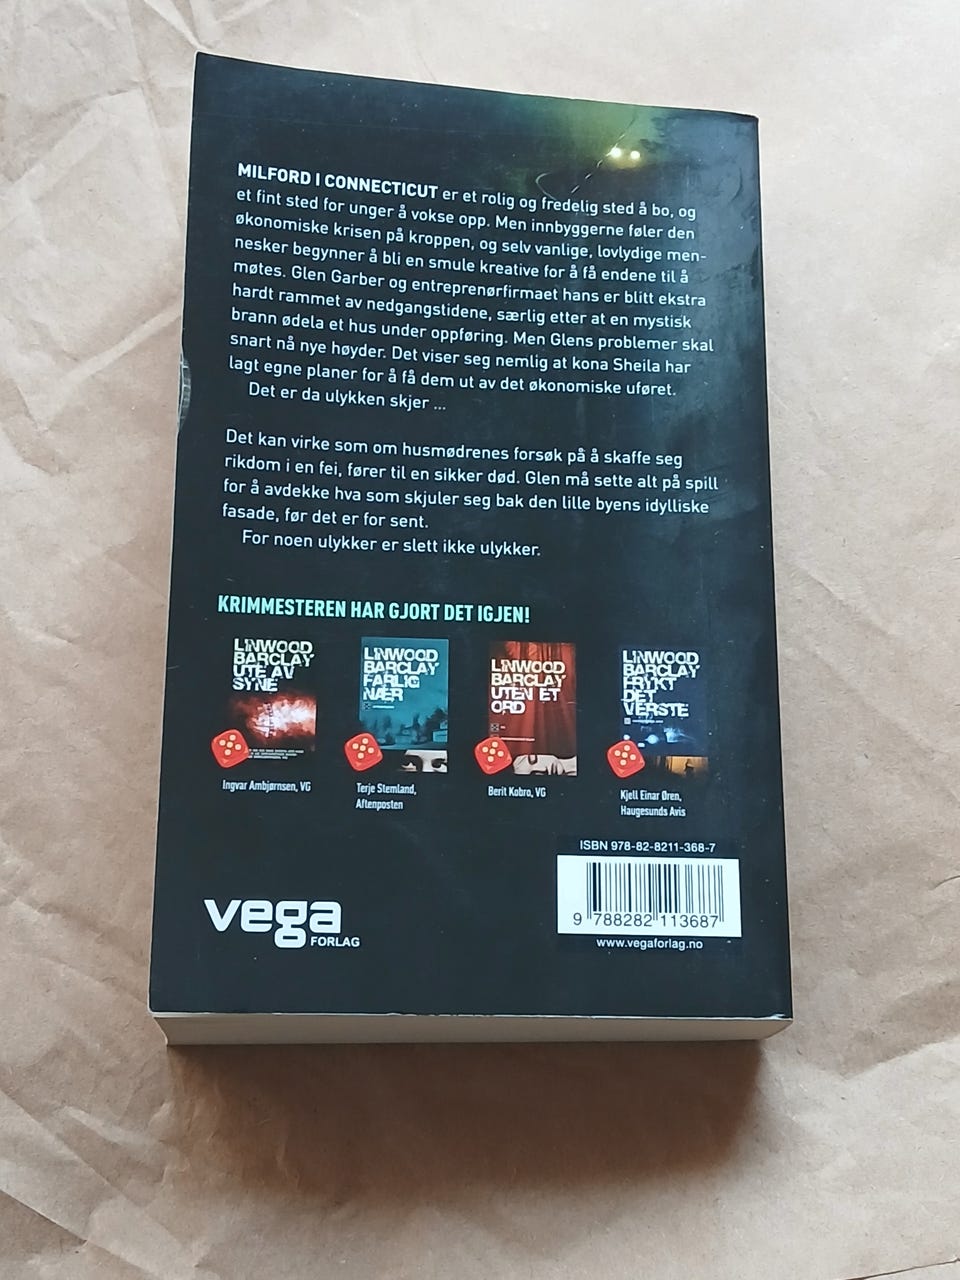 MILFORD I CONNECTICUT er et rolig og fredelig sted å bo, og
et fint sted for unger å vokse opp. Men innbyggerne føler den
økonomiske krisen på kroppen, og selv vanlige, lovlydige men-
nesker begynner å bli en smule kreative for å få endene til å
møtes. Glen Garber og entreprenørfirmaet hans er blitt ekstra
hardt rammet av nedgangstidene, særlig etter at en mystisk
brann ødela et hus under oppføring. Men Glens problemer skal
snart nå nye høyder. Det viser seg nemlig at kona Sheila har
lagt egne planer for å få dem ut av det økonomiske uføret.
Det er da ulykken skjer ...
Det kan virke som om husmødrenes forsøk på å skaffe seg
rikdom i en fei, fører til en sikker død. Glen må sette alt på spill
for å avdekke hva som skjuler seg bak den lille byens idylliske
fasade, før det er for sent.
For noen ulykker er slett ikke ulykker.
KRIMMESTEREN HAR GJORT DET IGJEN!
LINWOOD
BARCLAY
UTE AV
SYNE
Ingvar Ambjørnsen, VG
LINWOOD
BARCLAY
FARLIG
NÆR
Terje Stemland,
Aftenposten
LINWOOD
BARCLAY
UTEN ET
ORD
Berit Kobro, VG
LINWOOD
BARCLAY
FRYKT
DET
VERSTE
Kjell Einar Øren,
Haugesunds Avis
ISBN 978-82-8211-368-7
9 788282 113687
www.vegaforlag.no
vega
FORLAG